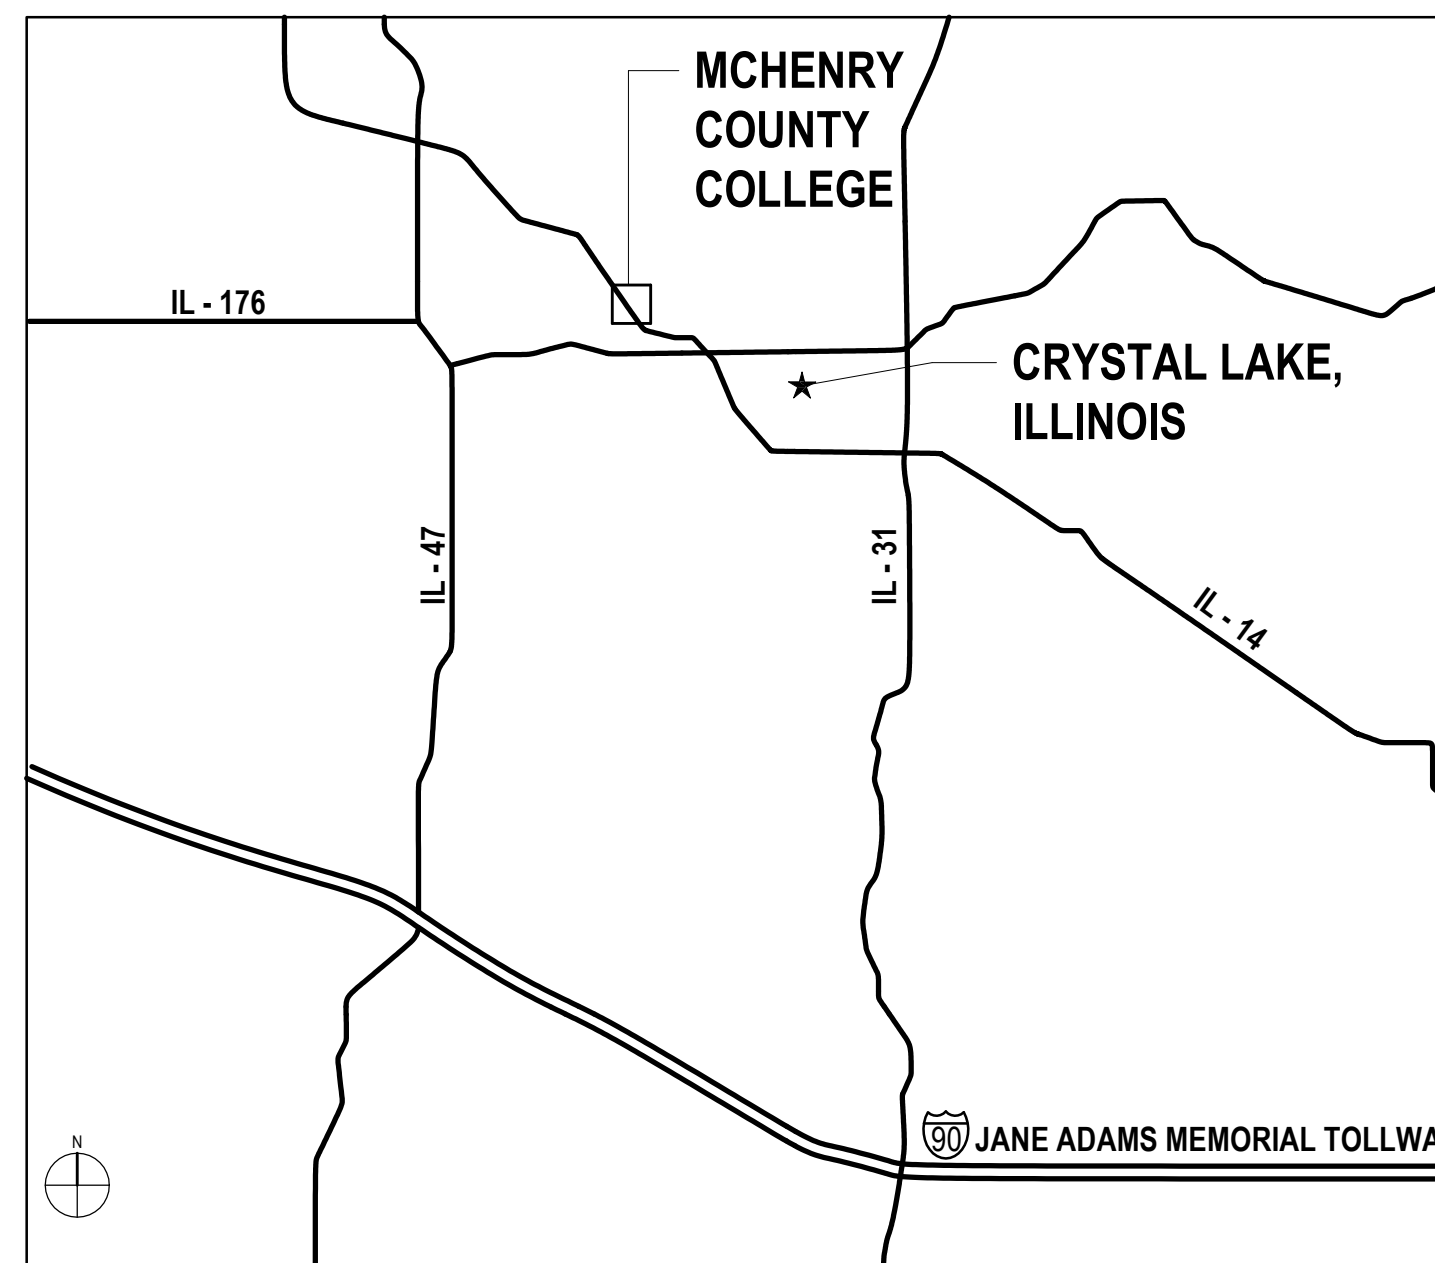 MCHENRY
COUNTY
COLLEGE
IL - 176
CRYSTAL LAKE,
ILLINOIS
IL - 47
IL - 31
IL - 14
90 JANE ADAMS MEMORIAL TOLLWA
N